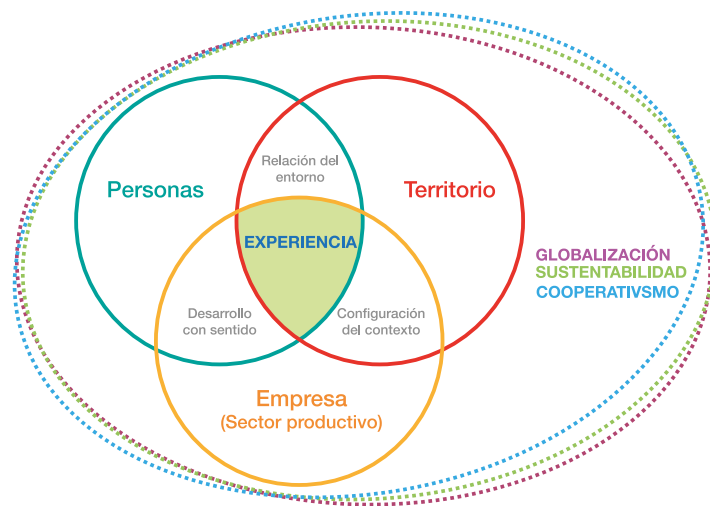 Relación del
entorno
Personas
Territorio
EXPERIENCIA
GLOBALIZACIÓN
SUSTENTABILIDAD
COOPERATIVSMO
Desarrollo
con sentido
Configuración
del contexto
Empresa
(Sector productivo)